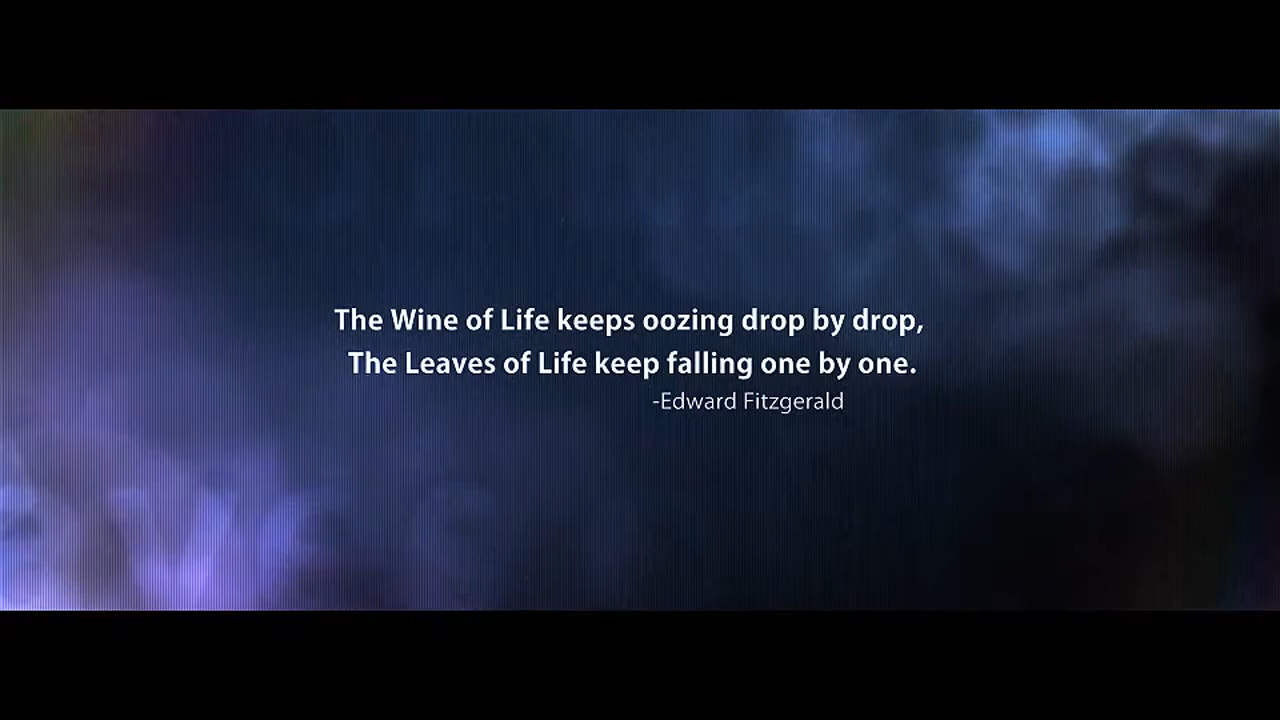 The Wine of Life keeps oozing drop by drop,
The Leaves of Life keep falling one by one.
-Edward Fitzgerald